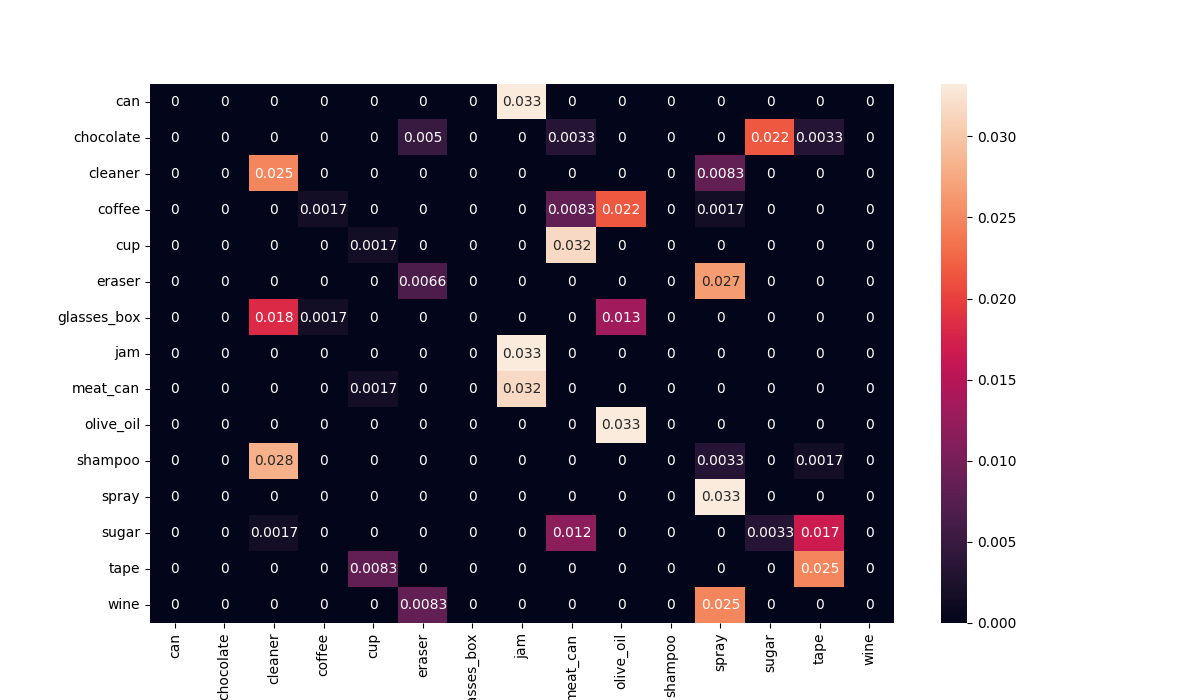 can 0 0 0 0 0 0 0 0.033 0 0 0 0 0 0 0
chocolate 0 0 0 0 0 0.005 0 0 0.0033 0 0 0 0.022 0.0033 0
cleaner 0 0 0.025 0 0 0 0 0 0 0 0 0.0083 0 0 0
coffee 0 0 0 0.0017 0 0 0 0 0.0083 0.022 0 0.0017 0 0 0
cup 0 0 0 0 0.0017 0 0 0 0.032 0 0 0 0 0 0
eraser 0 0 0 0 0 0.0066 0 0 0 0 0 0.027 0 0 0
glasses_box 0 0 0.018 0.0017 0 0 0 0 0 0.013 0 0 0 0 0
jam 0 0 0 0 0 0 0 0.033 0 0 0 0 0 0 0
meat_can 0 0 0 0 0.0017 0 0 0.032 0 0 0 0 0 0 0
olive_oil 0 0 0 0 0 0 0 0 0 0.033 0 0 0 0 0
shampoo 0 0 0.028 0 0 0 0 0 0 0 0 0.0033 0 0.0017 0
spray 0 0 0 0 0 0 0 0 0 0 0 0.033 0 0 0
sugar 0 0 0.0017 0 0 0 0 0 0.012 0 0 0 0.0033 0.017 0
tape 0 0 0 0 0.0083 0 0 0 0 0 0 0 0 0.025 0
wine 0 0 0 0 0 0.0083 0 0 0 0 0 0.025 0 0 0
can chocolate cleaner coffee cup eraser asses_box jam meat_can olive_oil shampoo spray sugar tape wine
0.030
0.025
0.020
0.015
0.010
0.005
0.000